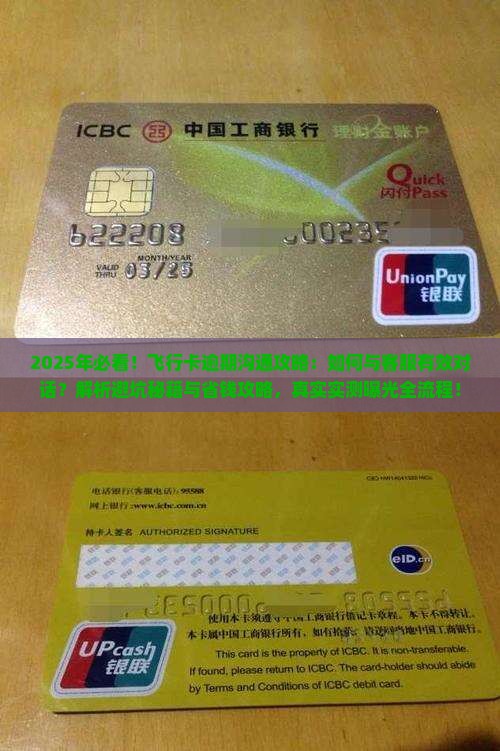 ICBC 中国工商银行 理财金账户
Quick
闪付Pass
622208 00235
MONTH/YEAR
VALID THRU 03/25
UnionPay
银联
2025年必看！飞行卡逾期沟通攻略：如何与客服有效对
话？解析避坑秘籍与省钱攻略，真实实测曝光全流程！
电话银行(客服电话): 95588
网上银行:www.icbc.com.cn
持卡人签名 AUTHORIZED SIGNATURE
eID.cn
使用本卡须遵守中国工商银行借记卡章程。本卡不得转让。
本卡属中国工商银行所有，如有拾获，请送回当地中国工商银行。
This card is the property of ICBC. It is non-transferable.
If found, please return to ICBC. The card-holder should abide
by Terms and Conditions of ICBC debit card.
UPcash
银联